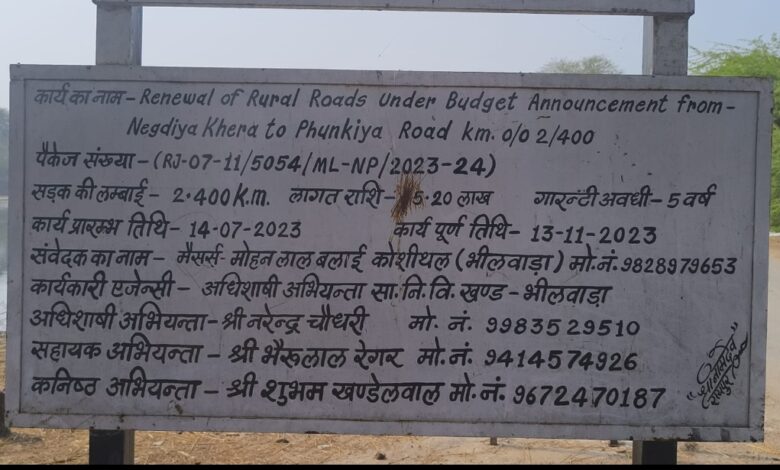 कार्य का नाम - Renewal of Rural Roads Under Budget Announcement from -
Negdiya Khera to Phunkiya Road km. 0/0 2/400
पैकेज संख्या - (RJ-07-11/5054/ML-NP/2023-24)
सड़क की लम्बाई - 2.400 K.m. लागत राशि - 5.20 लाख गारन्टी अवधी - 5 वर्ष
कार्य प्रारम्भ तिथि - 14-07-2023 कार्य पूर्ण तिथि - 13-11-2023
संवेदक का नाम - मैसर्स - मोहन लाल बलाई कोशीथल (भीलवाड़ा) मो. नं. 9828979653
कार्यकारी एजेन्सी - अधिशाषी अभियन्ता सा. नि. वि. खण्ड - भीलवाड़ा
अधिशाषी अभियन्ता - श्री नरेन्द्र चौधरी मो. नं. 9983529510
सहायक अभियन्ता - श्री भैरूलाल रेगर मो. नं. 9414574926
कनिष्ठ अभियन्ता - श्री शुभम खण्डेलवाल मो. नं. 9672470187